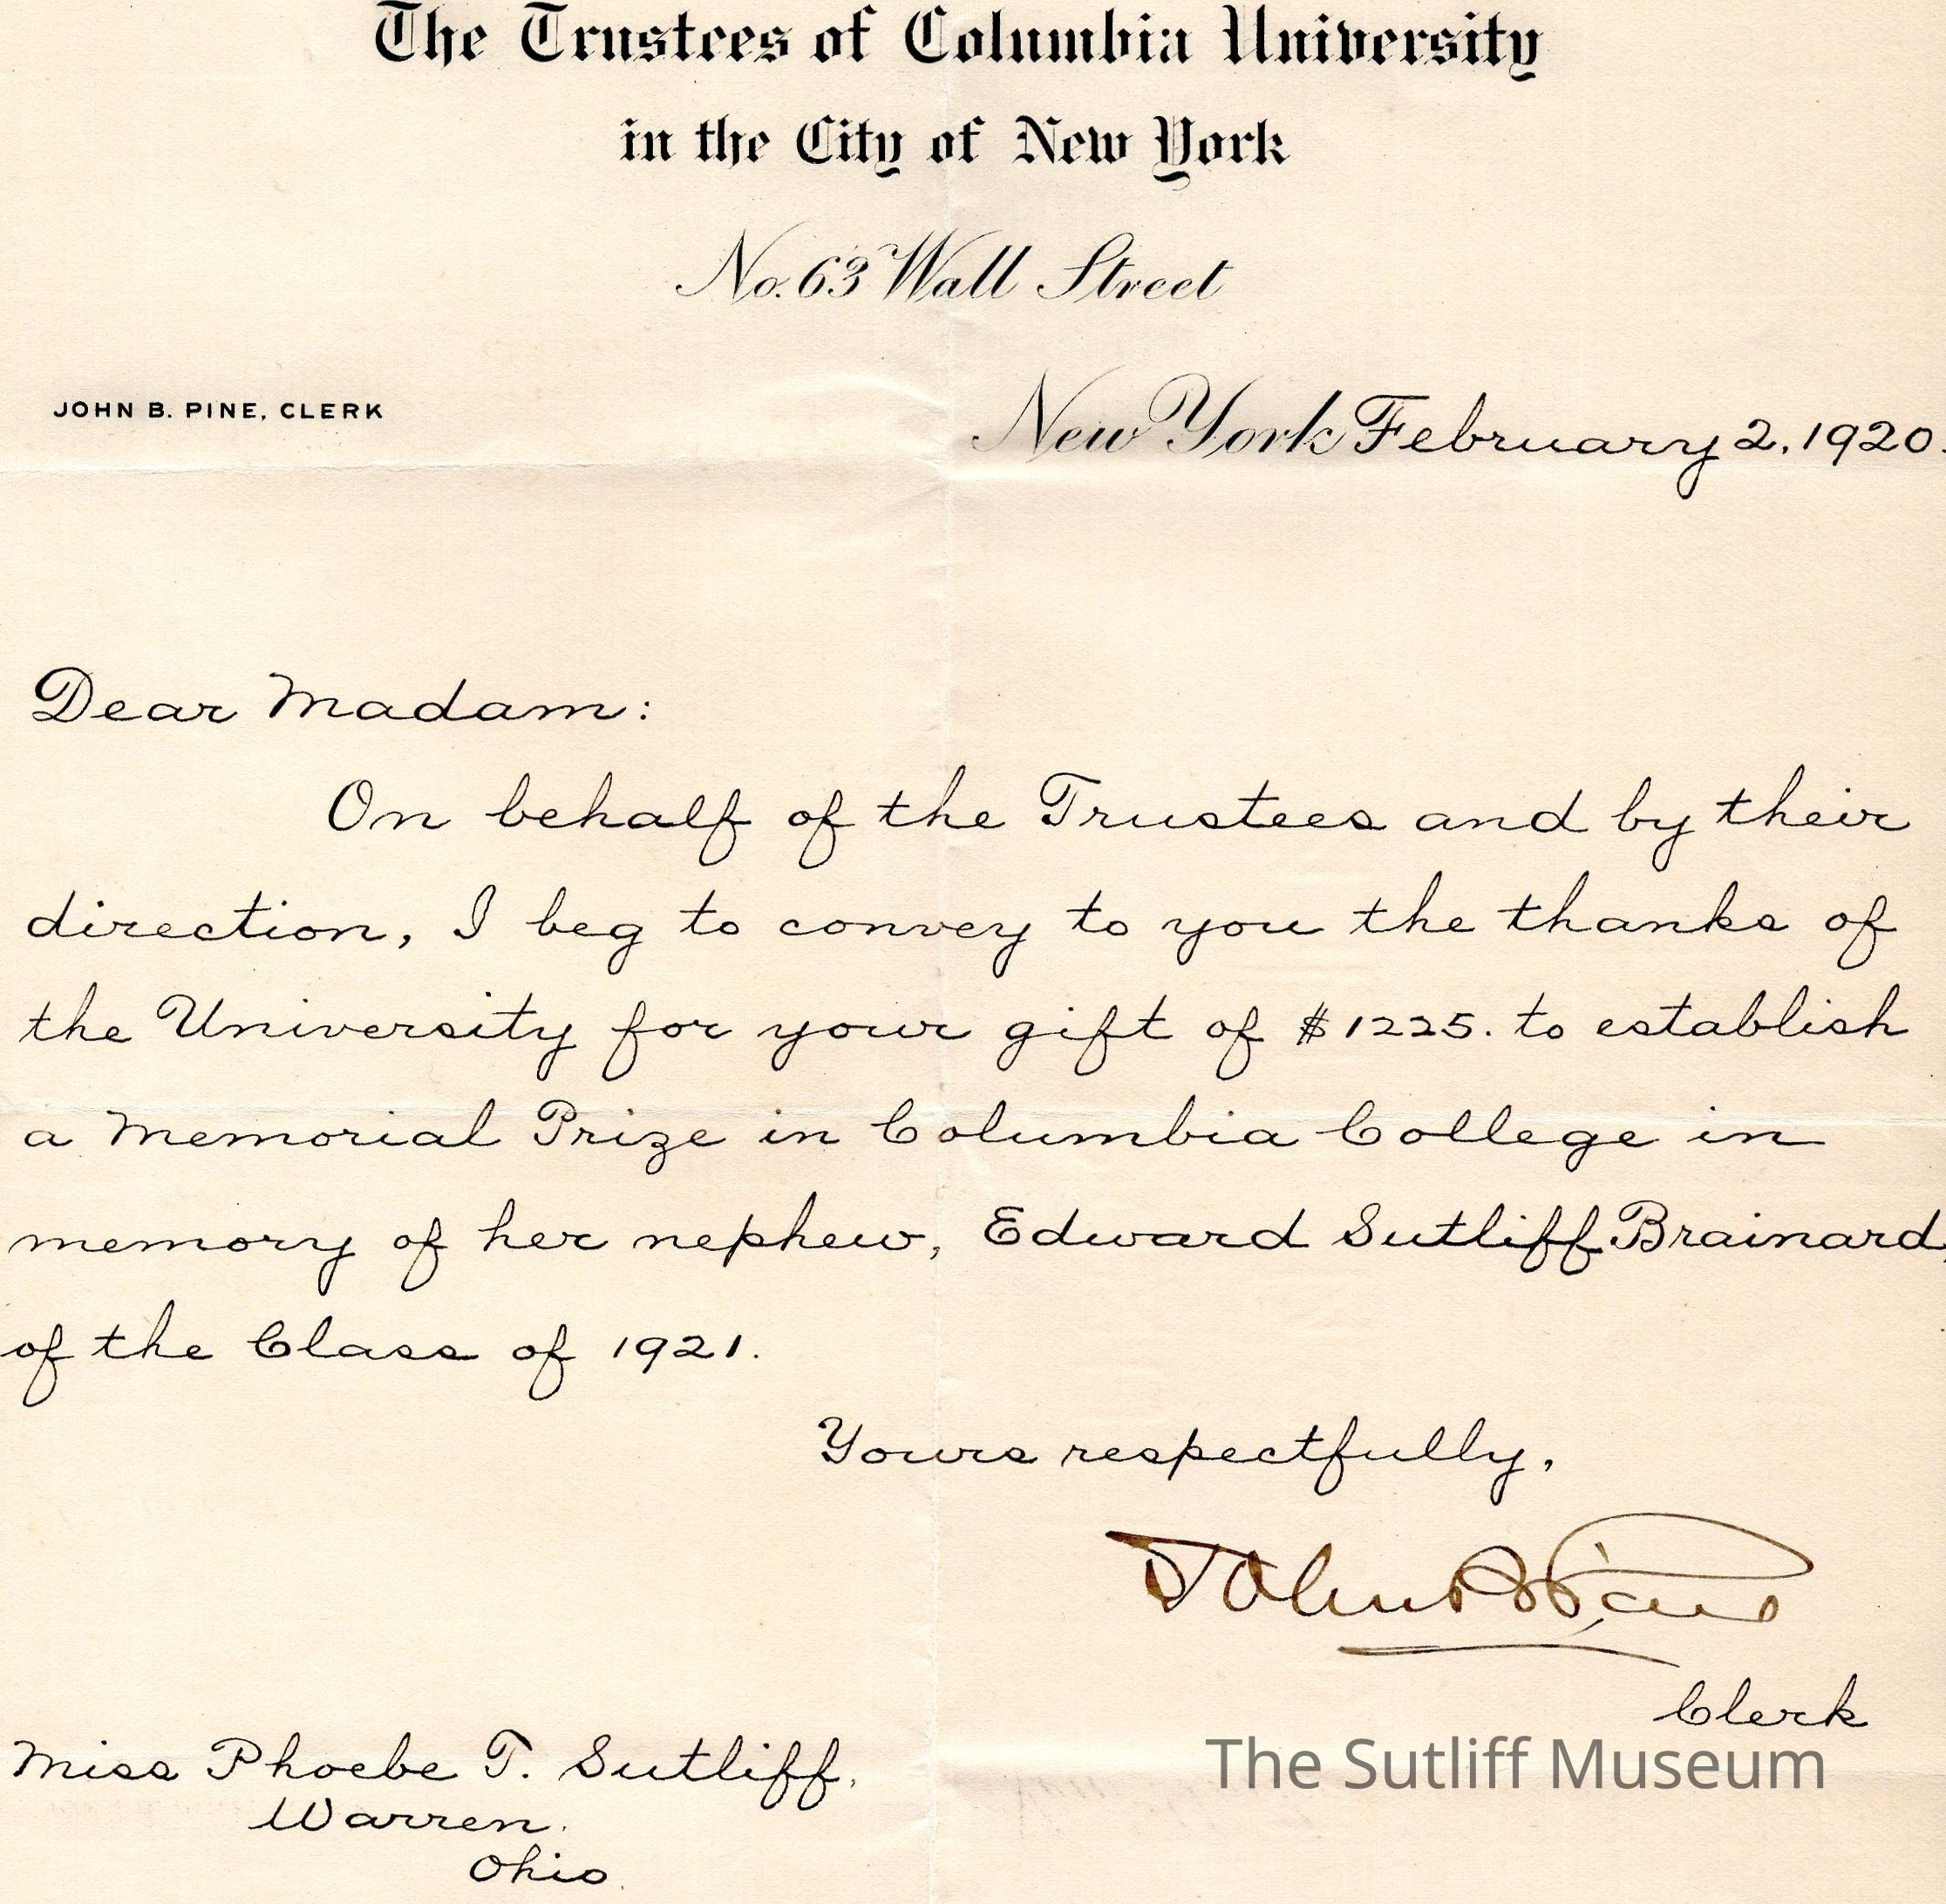 The Trustees of Columbia University
in the City of New York
No. 63 Wall Street
JOHN B. PINE, CLERK
New York February 2, 1920.
Dear Madam:
On behalf of the Trustees and by their
direction, I beg to convey to you the thanks of
the University for your gift of $1225. to establish
a Memorial Prize in Columbia College in
memory of her nephew, Edward Sutliff Brainard,
of the Class of 1921.
Yours respectfully,
John B. Pine
Clerk
The Sutliff Museum
Miss Phoebe T. Sutliff,
Warren,
Ohio.